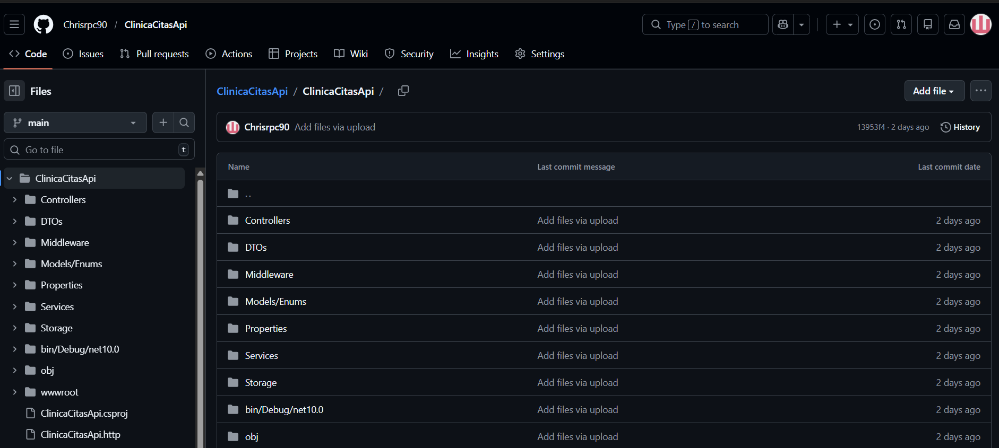 Chrisrpc90 / ClinicaCitasApi
Type / to search
Code Issues Pull requests Actions Projects Wiki Security Insights Settings
Files
main
Go to file t
ClinicaCitasApi
Controllers
DTOs
Middleware
Models/Enums
Properties
Services
Storage
bin/Debug/net10.0
obj
wwwroot
ClinicaCitasApi.csproj
ClinicaCitasApi.http
ClinicaCitasApi / ClinicaCitasApi /
Add file
Chrisrpc90 Add files via upload 13953f4 · 2 days ago History
Name Last commit message Last commit date
..
Controllers Add files via upload 2 days ago
DTOs Add files via upload 2 days ago
Middleware Add files via upload 2 days ago
Models/Enums Add files via upload 2 days ago
Properties Add files via upload 2 days ago
Services Add files via upload 2 days ago
Storage Add files via upload 2 days ago
bin/Debug/net10.0 Add files via upload 2 days ago
obj Add files via upload 2 days ago